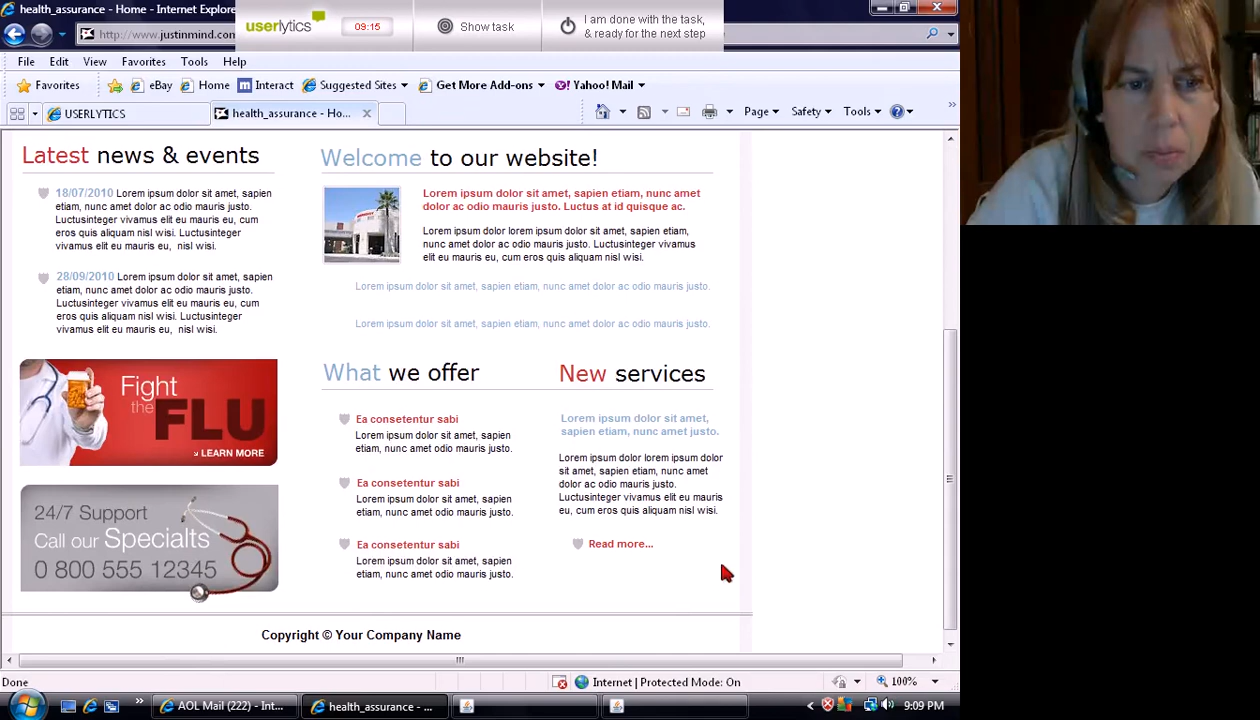 health_assurance - Home - Internet Explore
userlytics
09:15
Show task
I am done with the task,
& ready for the next step
http://www.justinmind.com
File Edit View Favorites Tools Help
Favorites eBay Home Interact Suggested Sites Get More Add-ons Yahoo! Mail
USERLYTICS
health_assurance - Ho...
Page Safety Tools
Latest news & events
18/07/2010 Lorem ipsum dolor sit amet, sapien etiam, nunc amet dolor ac odio mauris justo.
Luctusinteger vivamus elit eu mauris eu, cum
eros quis aliquam nisl wisi. Luctusinteger
vivamus elit eu mauris eu, nisl wisi.
28/09/2010 Lorem ipsum dolor sit amet, sapien
etiam, nunc amet dolor ac odio mauris justo.
Luctusinteger vivamus elit eu mauris eu, cum
eros quis aliquam nisl wisi. Luctusinteger
vivamus elit eu mauris eu, nisl wisi.
Fight
the FLU
LEARN MORE
24/7 Support
Call our Specialts
0 800 555 12345
Welcome to our website!
Lorem ipsum dolor sit amet, sapien etiam, nunc amet
dolor ac odio mauris justo. Luctus at id quisque ac.
Lorem ipsum dolor lorem ipsum dolor sit amet, sapien etiam,
nunc amet dolor ac odio mauris justo. Luctusinteger vivamus
elit eu mauris eu, cum eros quis aliquam nisl wisi.
Lorem ipsum dolor sit amet, sapien etiam, nunc amet dolor ac odio mauris justo.
Lorem ipsum dolor sit amet, sapien etiam, nunc amet dolor ac odio mauris justo.
What we offer
Ea consetentur sabi
Lorem ipsum dolor sit amet, sapien
etiam, nunc amet odio mauris justo.
Ea consetentur sabi
Lorem ipsum dolor sit amet, sapien
etiam, nunc amet odio mauris justo.
Ea consetentur sabi
Lorem ipsum dolor sit amet, sapien
etiam, nunc amet odio mauris justo.
New services
Lorem ipsum dolor sit amet,
sapien etiam, nunc amet justo.
Lorem ipsum dolor lorem ipsum dolor
sit amet, sapien etiam, nunc amet
dolor ac odio mauris justo.
Luctusinteger vivamus elit eu mauris
eu, cum eros quis aliquam nisl wisi.
Read more...
Copyright © Your Company Name
Done
Internet | Protected Mode: On
100%
AOL Mail (222) - Int...
health_assurance - ...
9:09 PM